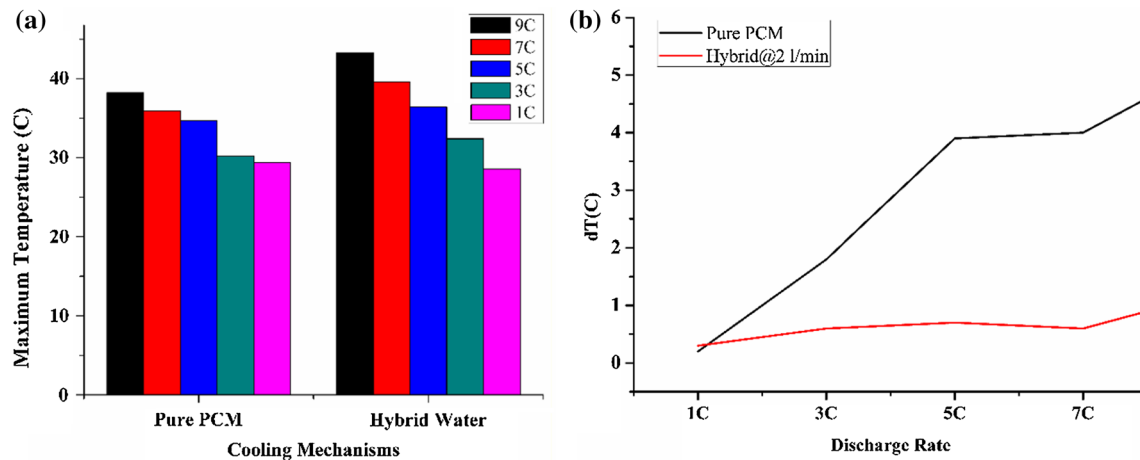 (a)
9C
7C
5C
3C
1C
Maximum Temperature (C)
40
30
20
10
0
Pure PCM
Hybrid Water
Cooling Mechanisms
(b)
Pure PCM
Hybrid@2 l/min
dT(C)
6
5
4
3
2
1
0
1C
3C
5C
7C
Discharge Rate